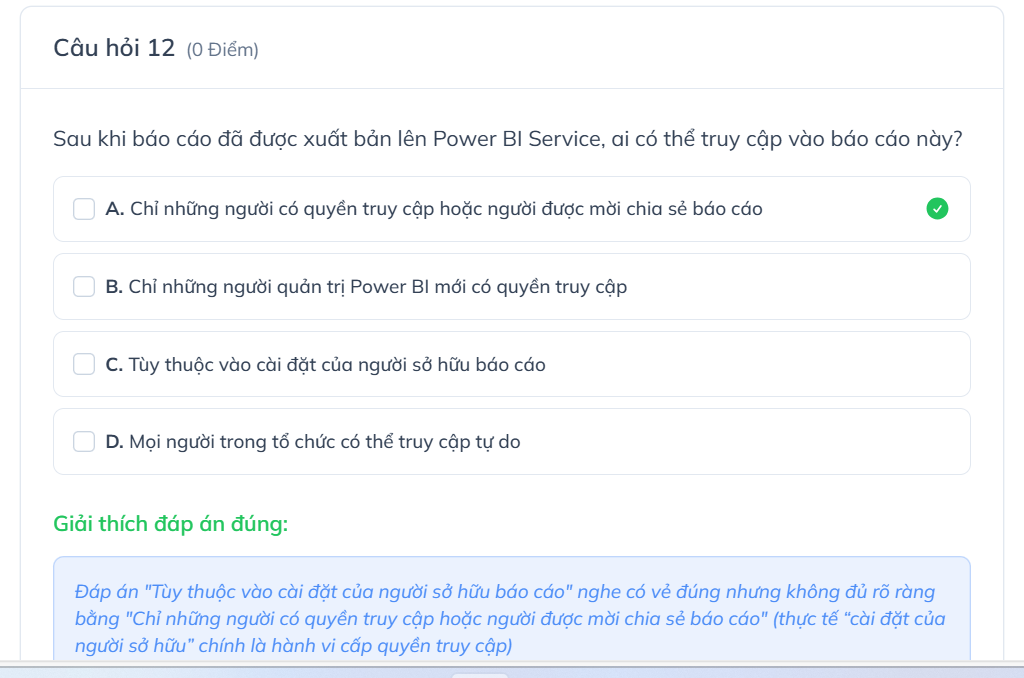 Câu hỏi 12 (0 Điểm)
Sau khi báo cáo đã được xuất bản lên Power BI Service, ai có thể truy cập vào báo cáo này?
A. Chỉ những người có quyền truy cập hoặc người được mời chia sẻ báo cáo
B. Chỉ những người quản trị Power BI mới có quyền truy cập
C. Tùy thuộc vào cài đặt của người sở hữu báo cáo
D. Mọi người trong tổ chức có thể truy cập tự do
Giải thích đáp án đúng:
Đáp án "Tùy thuộc vào cài đặt của người sở hữu báo cáo" nghe có vẻ đúng nhưng không đủ rõ ràng
bằng "Chỉ những người có quyền truy cập hoặc người được mời chia sẻ báo cáo" (thực tế “cài đặt của
người sở hữu” chính là hành vi cấp quyền truy cập)